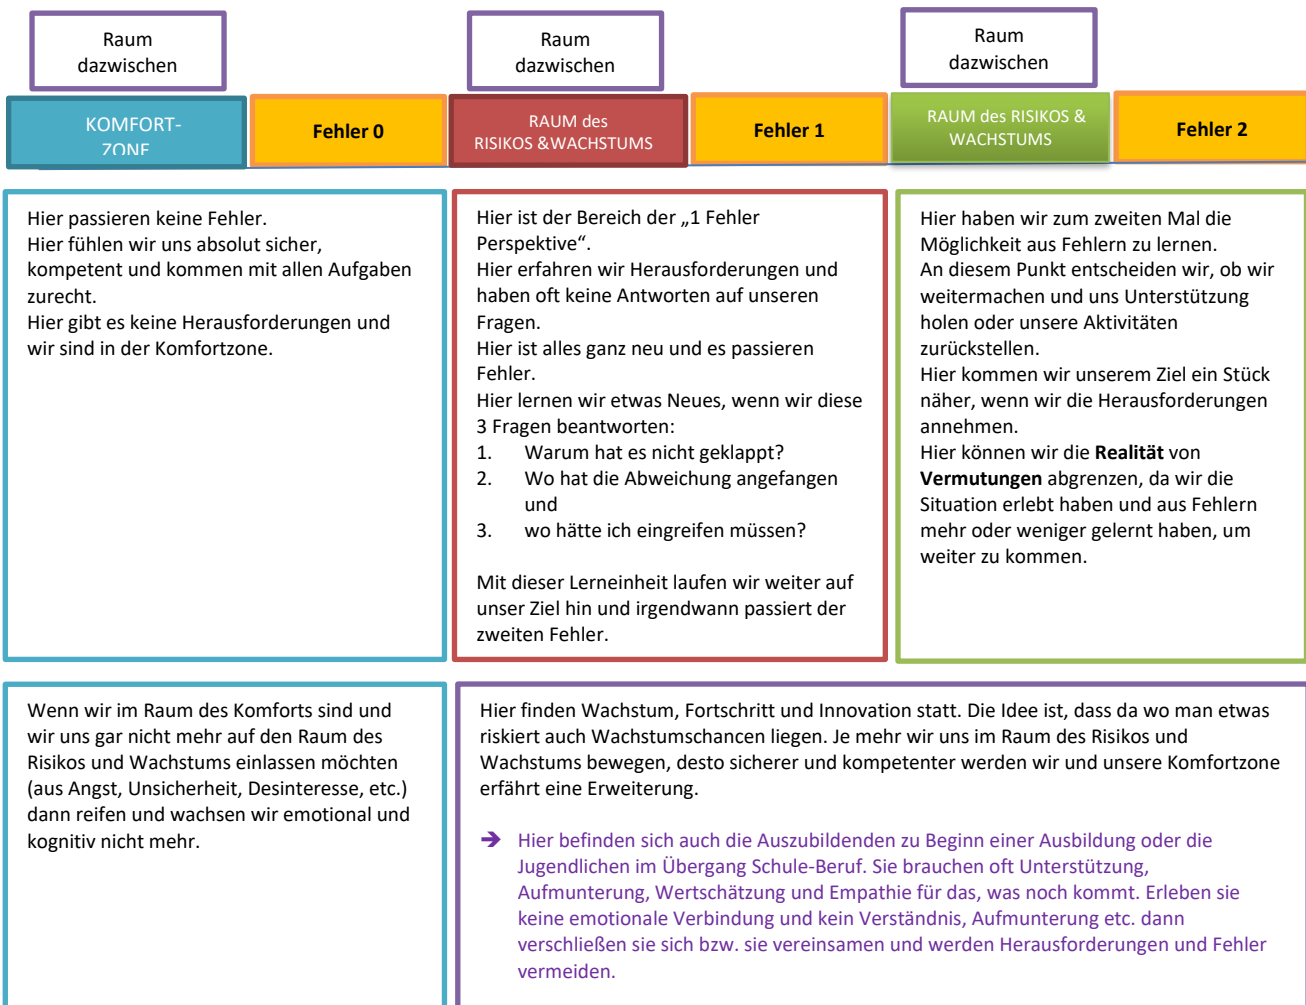 Raum
dazwischen
Raum
dazwischen
Raum
dazwischen
KOMFORT-
ZONE
Fehler 0
RAUM des
RISIKOS &WACHSTUMS
Fehler 1
RAUM des RISIKOS &
WACHSTUMS
Fehler 2
Hier passieren keine Fehler.
Hier fühlen wir uns absolut sicher,
kompetent und kommen mit allen Aufgaben
zurecht.
Hier gibt es keine Herausforderungen und
wir sind in der Komfortzone.
Hier ist der Bereich der „1 Fehler
Perspektive“.
Hier erfahren wir Herausforderungen und
haben oft keine Antworten auf unseren
Fragen.
Hier ist alles ganz neu und es passieren
Fehler.
Hier lernen wir etwas Neues, wenn wir diese
3 Fragen beantworten:
1. Warum hat es nicht geklappt?
2. Wo hat die Abweichung angefangen
und
3. wo hätte ich eingreifen müssen?
Mit dieser Lerneinheit laufen wir weiter auf
unser Ziel hin und irgendwann passiert der
zweiten Fehler.
Hier haben wir zum zweiten Mal die
Möglichkeit aus Fehlern zu lernen.
An diesem Punkt entscheiden wir, ob wir
weitermachen und uns Unterstützung
holen oder unsere Aktivitäten
zurückstellen.
Hier kommen wir unserem Ziel ein Stück
näher, wenn wir die Herausforderungen
annehmen.
Hier können wir die Realität von
Vermutungen abgrenzen, da wir die
Situation erlebt haben und aus Fehlern
mehr oder weniger gelernt haben, um
weiter zu kommen.
Wenn wir im Raum des Komforts sind und
wir uns gar nicht mehr auf den Raum des
Risikos und Wachstums einlassen möchten
(aus Angst, Unsicherheit, Desinteresse, etc.)
dann reifen und wachsen wir emotional und
kognitiv nicht mehr.
Hier finden Wachstum, Fortschritt und Innovation statt. Die Idee ist, dass da wo man etwas
riskiert auch Wachstumschancen liegen. Je mehr wir uns im Raum des Risikos und
Wachstums bewegen, desto sicherer und kompetenter werden wir und unsere Komfortzone
erfährt eine Erweiterung.
➔ Hier befinden sich auch die Auszubildenden zu Beginn einer Ausbildung oder die
Jugendlichen im Übergang Schule-Beruf. Sie brauchen oft Unterstützung,
Aufmunterung, Wertschätzung und Empathie für das, was noch kommt. Erleben sie
keine emotionale Verbindung und kein Verständnis, Aufmunterung etc. dann
verschließen sie sich bzw. sie vereinsamen und werden Herausforderungen und Fehler
vermeiden.